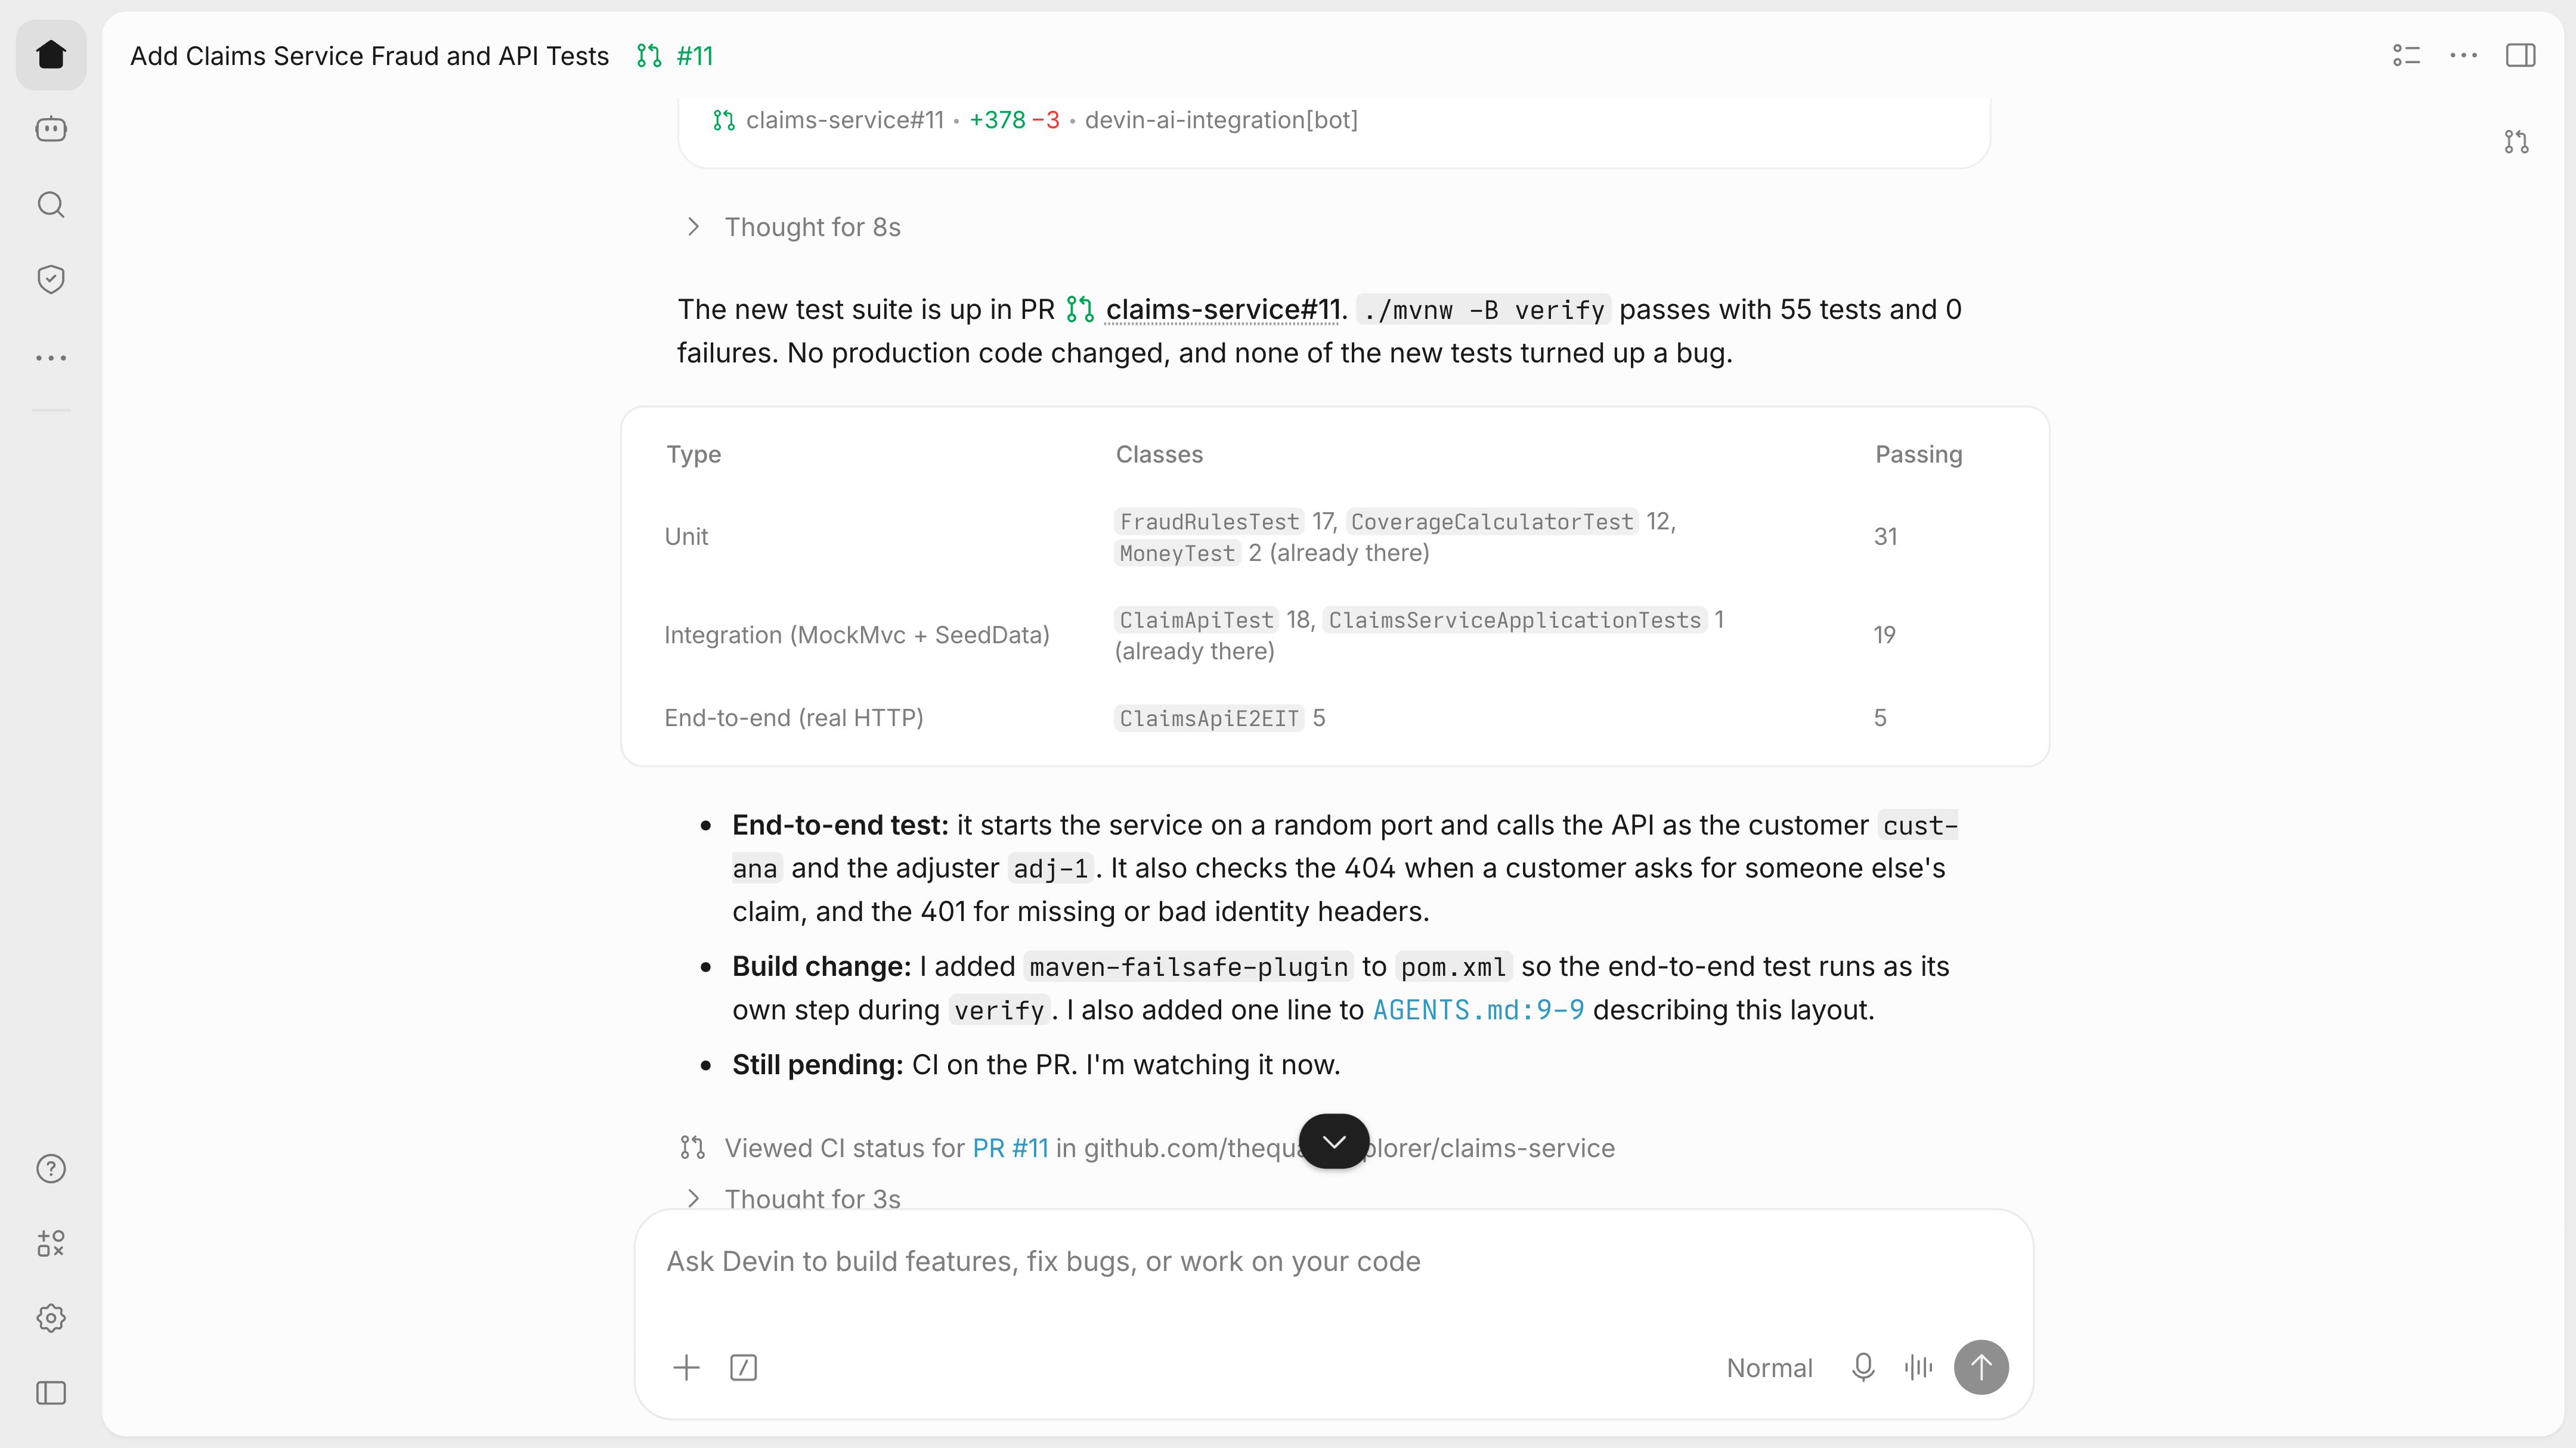 Add Claims Service Fraud and API Tests #11
claims-service#11 • +378 −3 • devin-ai-integration[bot]
Thought for 8s
The new test suite is up in PR claims-service#11. ./mvnw -B verify passes with 55 tests and 0
failures. No production code changed, and none of the new tests turned up a bug.
Type Classes Passing
Unit FraudRulesTest 17, CoverageCalculatorTest 12, 31
MoneyTest 2 (already there)
Integration (MockMvc + SeedData) ClaimApiTest 18, ClaimsServiceApplicationTests 1 19
(already there)
End-to-end (real HTTP) ClaimsApiE2EIT 5 5
• End-to-end test: it starts the service on a random port and calls the API as the customer cust-
ana and the adjuster adj-1. It also checks the 404 when a customer asks for someone else's
claim, and the 401 for missing or bad identity headers.
• Build change: I added maven-failsafe-plugin to pom.xml so the end-to-end test runs as its
own step during verify. I also added one line to AGENTS.md:9-9 describing this layout.
• Still pending: CI on the PR. I'm watching it now.
Viewed CI status for PR #11 in github.com/thequa plorer/claims-service
Thought for 3s
Ask Devin to build features, fix bugs, or work on your code
Normal